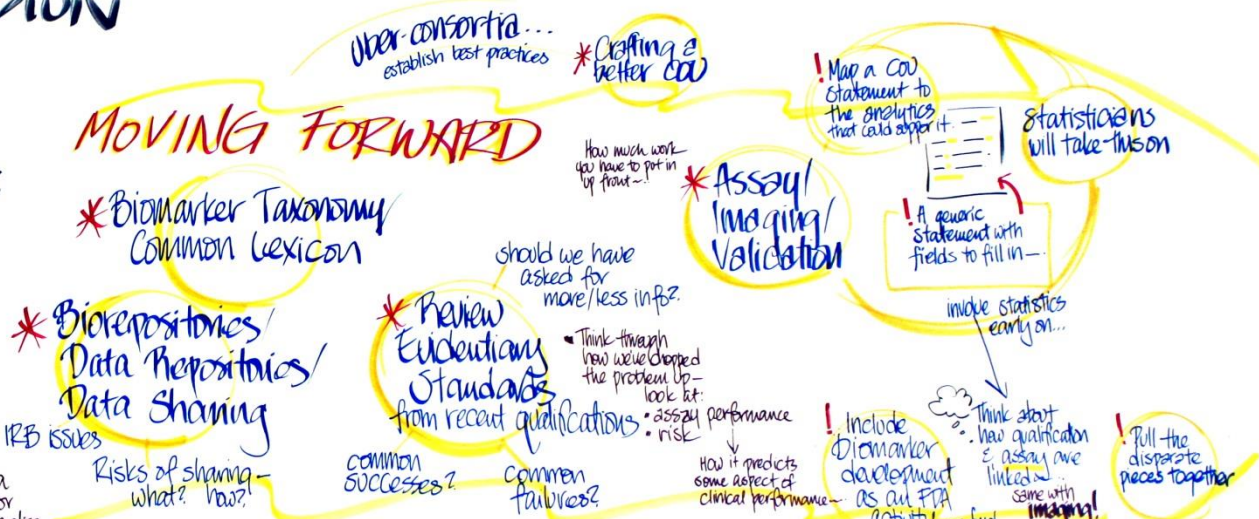 Uber-consortia...
establish best practices
* Crafting a
better COU
! Map a COU
statement to
the analytics
that could support it.
Statisticians
will take this on
MOVING FORWARD
How much work
you have to put in
up front—
* Assay/
Imaging/
Validation
! A generic
statement with
fields to fill in—
* Biomarker Taxonomy/
Common Lexicon
should we have
asked for
more/less info?
involve statistics
early on...
* Biorepositories/
Data Repositories/
Data Sharing
IRB issues
Risks of sharing—
what? how?!
* Review
Evidentiary
Standards
from recent qualifications
common
successes?
common
failures?
• Think through
how we've chopped
the problem up—
look at:
• assay performance
• risk
How it predicts
some aspect of
clinical performance—
! Include
biomarker
development
as an FDA
activity
Think about
how qualification
& assay are
linked—
same with
imaging!
! Pull the
disparate
pieces together